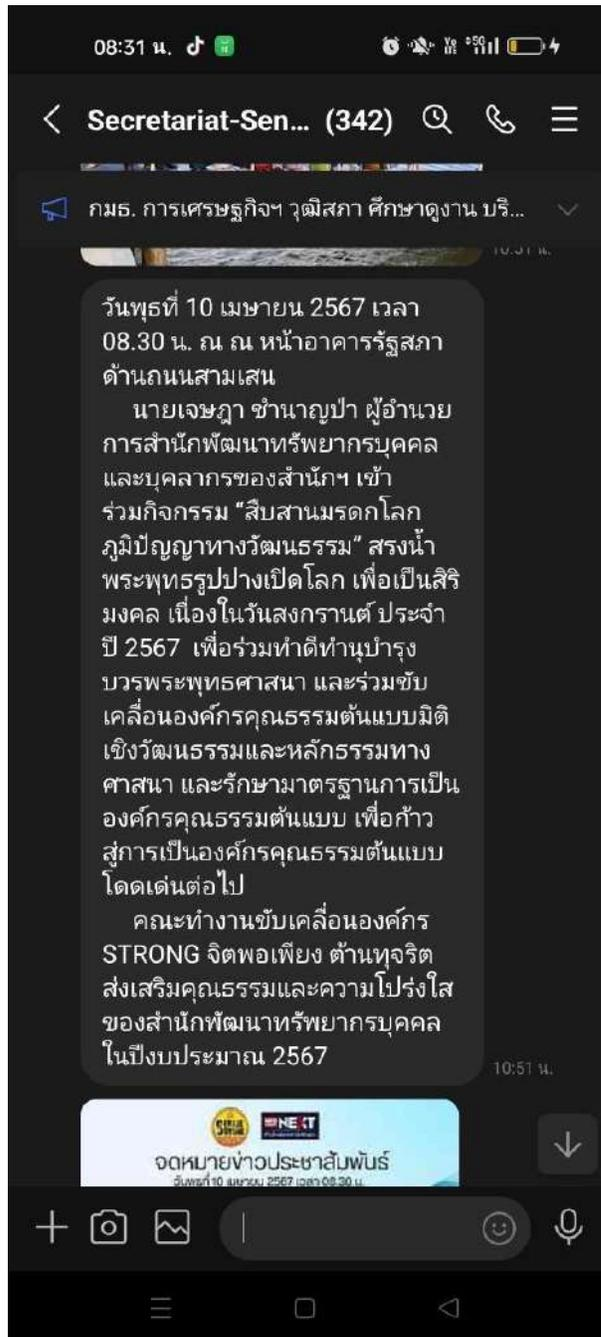 08:31 น.
Secretariat-Sen... (342)
กมธ. การเศรษฐกิจฯ วุฒิสภา ศึกษาดูงาน บริ...
10:51 น.
วันพุธที่ 10 เมษายน 2567 เวลา
08.30 น. ณ ณ หน้าอาคารรัฐสภา
ด้านถนนสามเสน
นายเจษฎา ชำนาญป่า ผู้อำนวย
การสำนักพัฒนาทรัพยากรบุคคล
และบุคลากรของสำนักฯ เข้า
ร่วมกิจกรรม “สืบสานมรดกโลก
ภูมิปัญญาทางวัฒนธรรม” สรงน้ำ
พระพุทธรูปปางเปิดโลก เพื่อเป็นสิริ
มงคล เนื่องในวันสงกรานต์ ประจำ
ปี 2567 เพื่อร่วมทำดีทำนุบำรุง
บวรพระพุทธศาสนา และร่วมขับ
เคลื่อนองค์กรคุณธรรมต้นแบบมิติ
เชิงวัฒนธรรมและหลักธรรมทาง
ศาสนา และรักษามาตรฐานการเป็น
องค์กรคุณธรรมต้นแบบ เพื่อก้าว
สู่การเป็นองค์กรคุณธรรมต้นแบบ
โดดเด่นต่อไป
คณะทำงานขับเคลื่อนองค์กร
STRONG จิตพอเพียง ต้านทุจริต
ส่งเสริมคุณธรรมและความโปร่งใส
ของสำนักพัฒนาทรัพยากรบุคคล
ในปีงบประมาณ 2567
10:51 น.
NEXT
จดหมายข่าวประชาสัมพันธ์
วันพุธที่ 10 เมษายน 2567 เวลา 08.30 น.